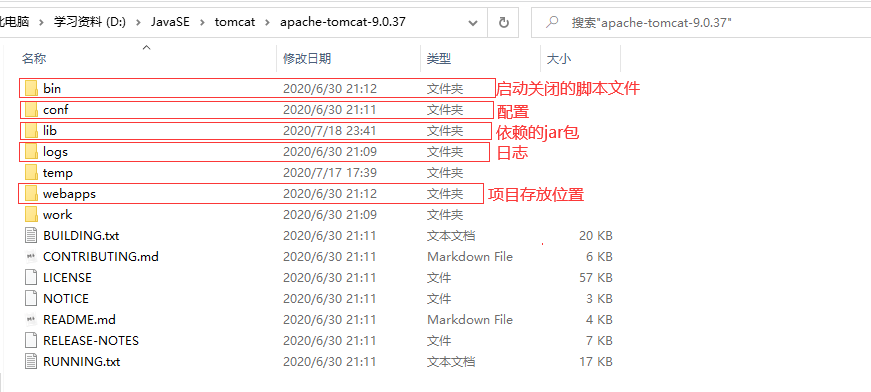 此电脑 > 学习资料 (D:) > JavaSE > tomcat > apache-tomcat-9.0.37 搜索"apache-tomcat-9.0.37"
名称 修改日期 类型 大小
bin 2020/6/30 21:12 文件夹 启动关闭的脚本文件
conf 2020/6/30 21:11 文件夹 配置
lib 2020/7/18 23:41 文件夹 依赖的jar包
logs 2020/6/30 21:09 文件夹 日志
temp 2020/7/17 17:39 文件夹
webapps 2020/6/30 21:12 文件夹 项目存放位置
work 2020/6/30 21:09 文件夹
BUILDING.txt 2020/6/30 21:11 文本文档 20 KB
CONTRIBUTING.md 2020/6/30 21:11 Markdown File 6 KB
LICENSE 2020/6/30 21:11 文件 57 KB
NOTICE 2020/6/30 21:11 文件 3 KB
README.md 2020/6/30 21:11 Markdown File 4 KB
RELEASE-NOTES 2020/6/30 21:11 文件 7 KB
RUNNING.txt 2020/6/30 21:11 文本文档 17 KB